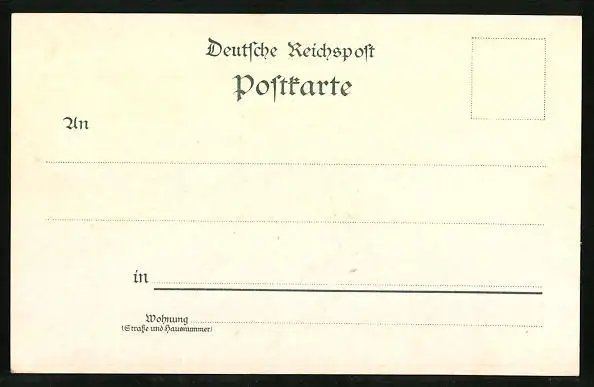 Deutſche Reichspoſt
Poſtkarte
An
in
Wohnung
(Straße und Hausnummer)